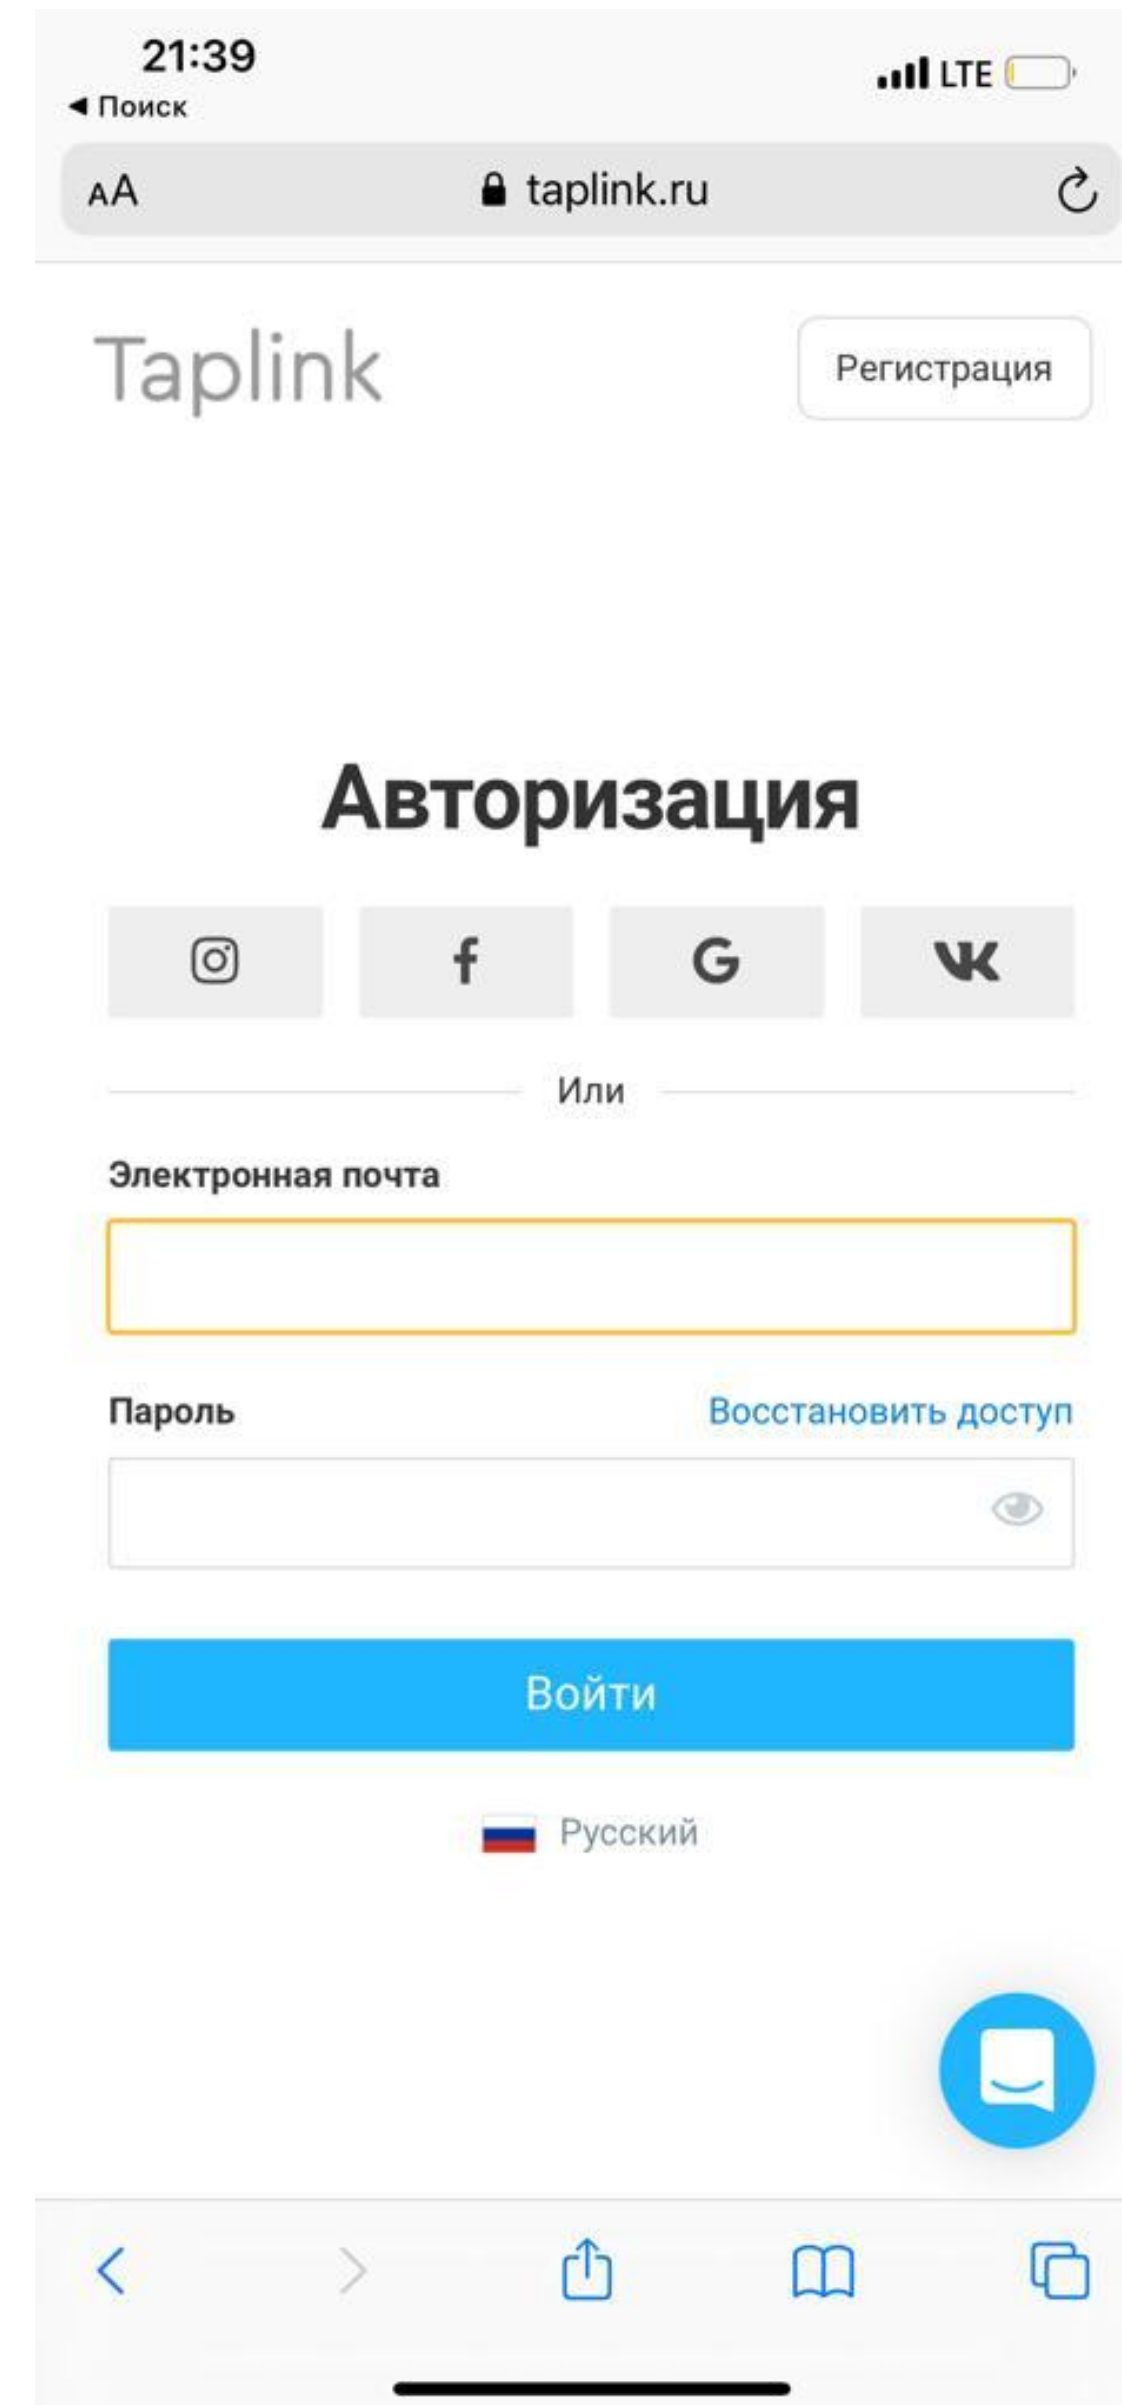 21:39
LTE
◀ Поиск
AA
taplink.ru
Taplink
Регистрация
Авторизация
Или
Электронная почта
Пароль
Восстановить доступ
Войти
Русский